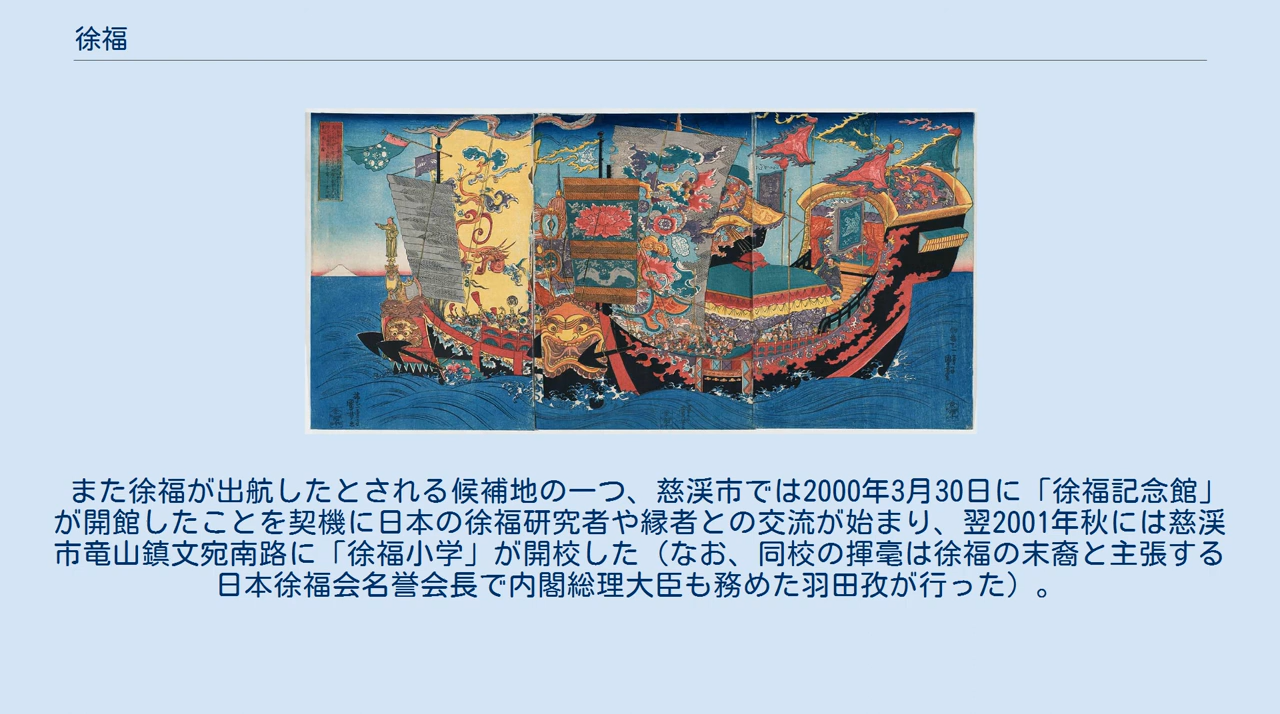 徐福
また徐福が出航したとされる候補地の一つ、慈渓市では2000年3月30日に「徐福記念館」
が開館したことを契機に日本の徐福研究者や縁者との交流が始まり、翌2001年秋には慈渓
市竜山鎮文宛南路に「徐福小学」が開校した（なお、同校の揮毫は徐福の末裔と主張する
日本徐福会名誉会長で内閣総理大臣も務めた羽田孜が行った）。